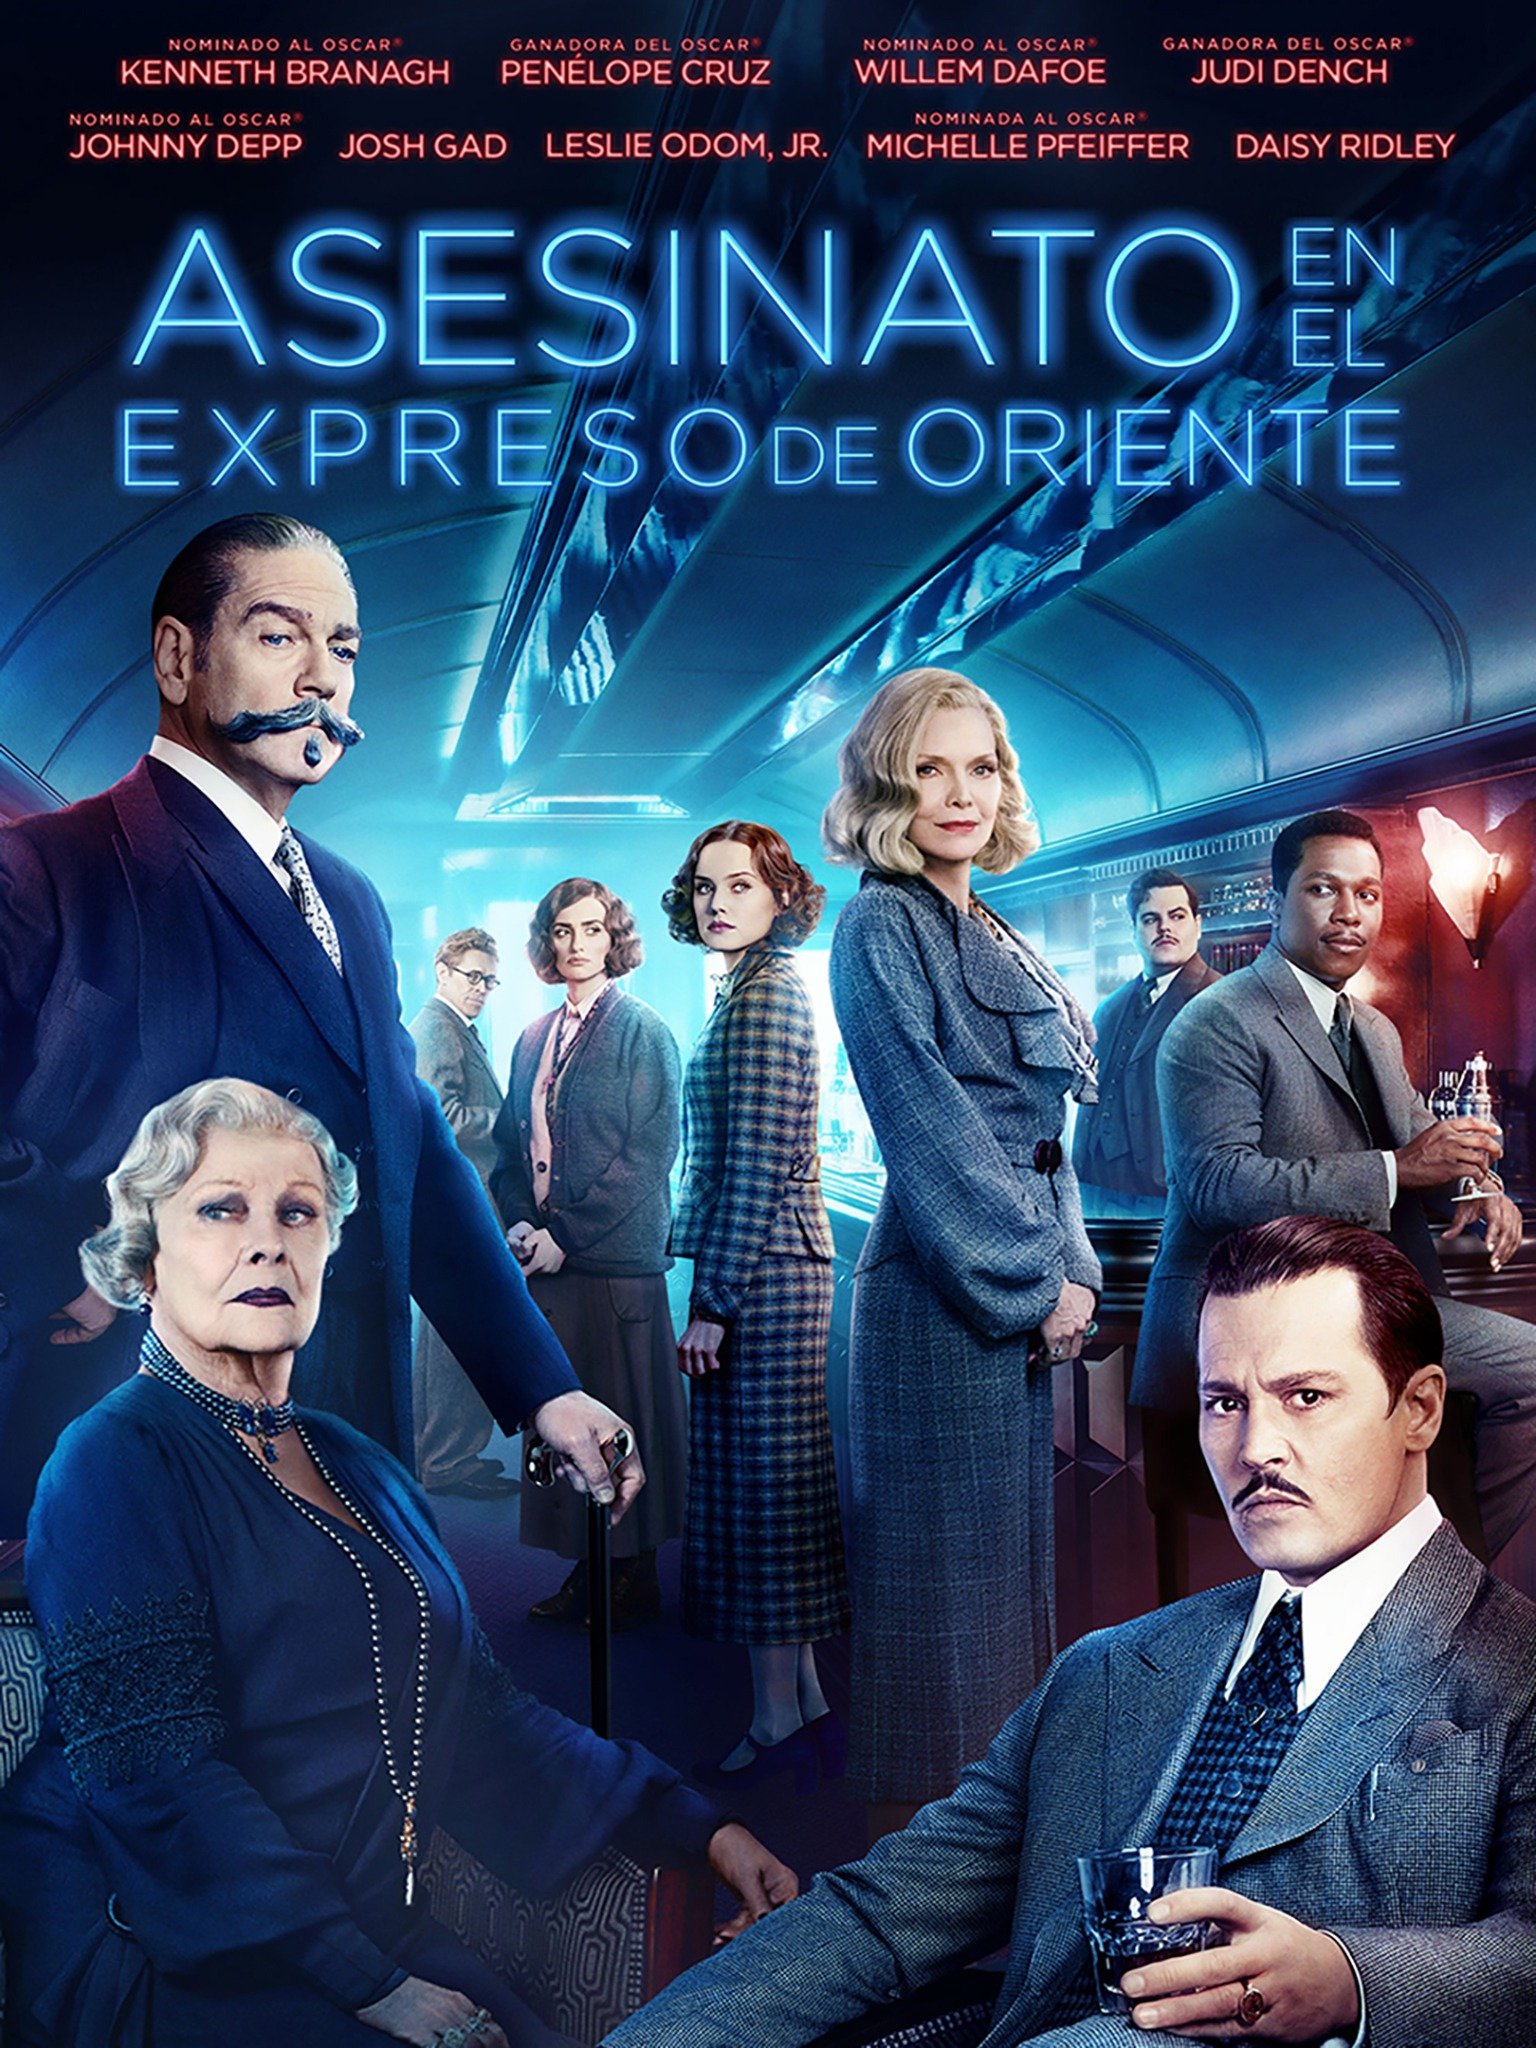 NOMINADO AL OSCAR® GANADORA DEL OSCAR® NOMINADO AL OSCAR® GANADORA DEL OSCAR®
KENNETH BRANAGH PENÉLOPE CRUZ WILLEM DAFOE JUDI DENCH
NOMINADO AL OSCAR® NOMINADA AL OSCAR®
JOHNNY DEPP JOSH GAD LESLIE ODOM, JR. MICHELLE PFEIFFER DAISY RIDLEY
ASESINATO EN EL
EXPRESO DE ORIENTE